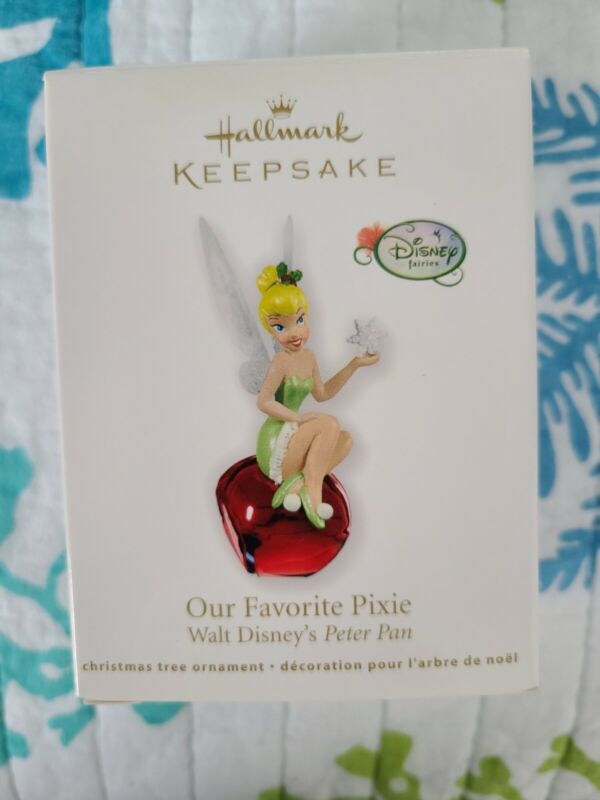 Hallmark
KEEPSAKE
Disney
fairies
Our Favorite Pixie
Walt Disney's Peter Pan
christmas tree ornament • décoration pour l'arbre de noël